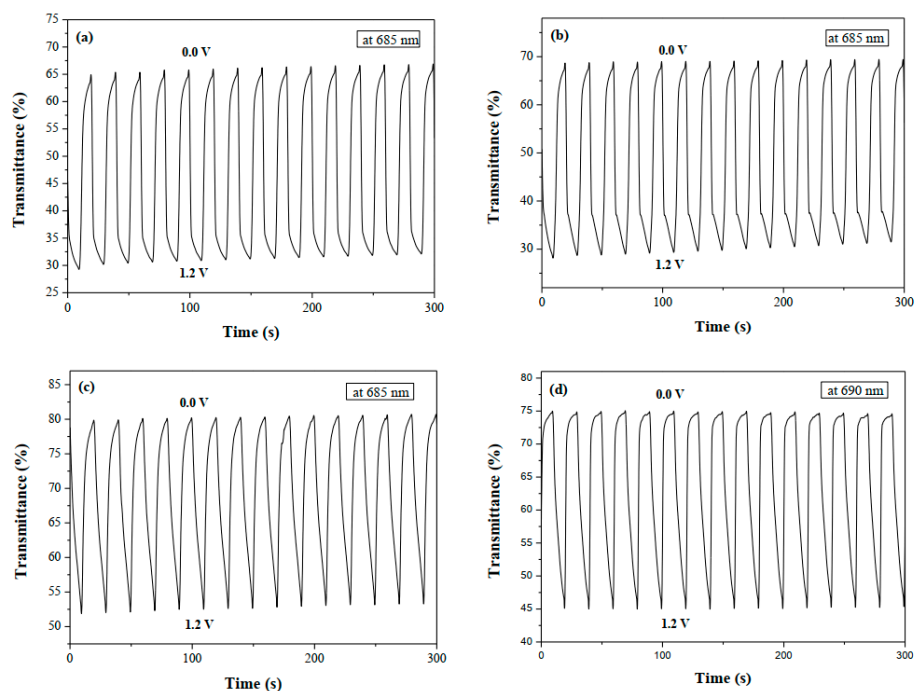 (a)
0.0 V
at 685 nm
75
70
65
60
55
50
45
40
35
30
25
1.2 V
0
100
200
300
Transmittance (%)
Time (s)
(b)
0.0 V
at 685 nm
70
60
50
40
30
1.2 V
0
100
200
300
Transmittance (%)
Time (s)
(c)
0.0 V
at 685 nm
85
80
75
70
65
60
55
50
1.2 V
0
100
200
300
Transmittance (%)
Time (s)
(d)
0.0 V
at 690 nm
80
75
70
65
60
55
50
45
40
1.2 V
0
100
200
300
Transmittance (%)
Time (s)